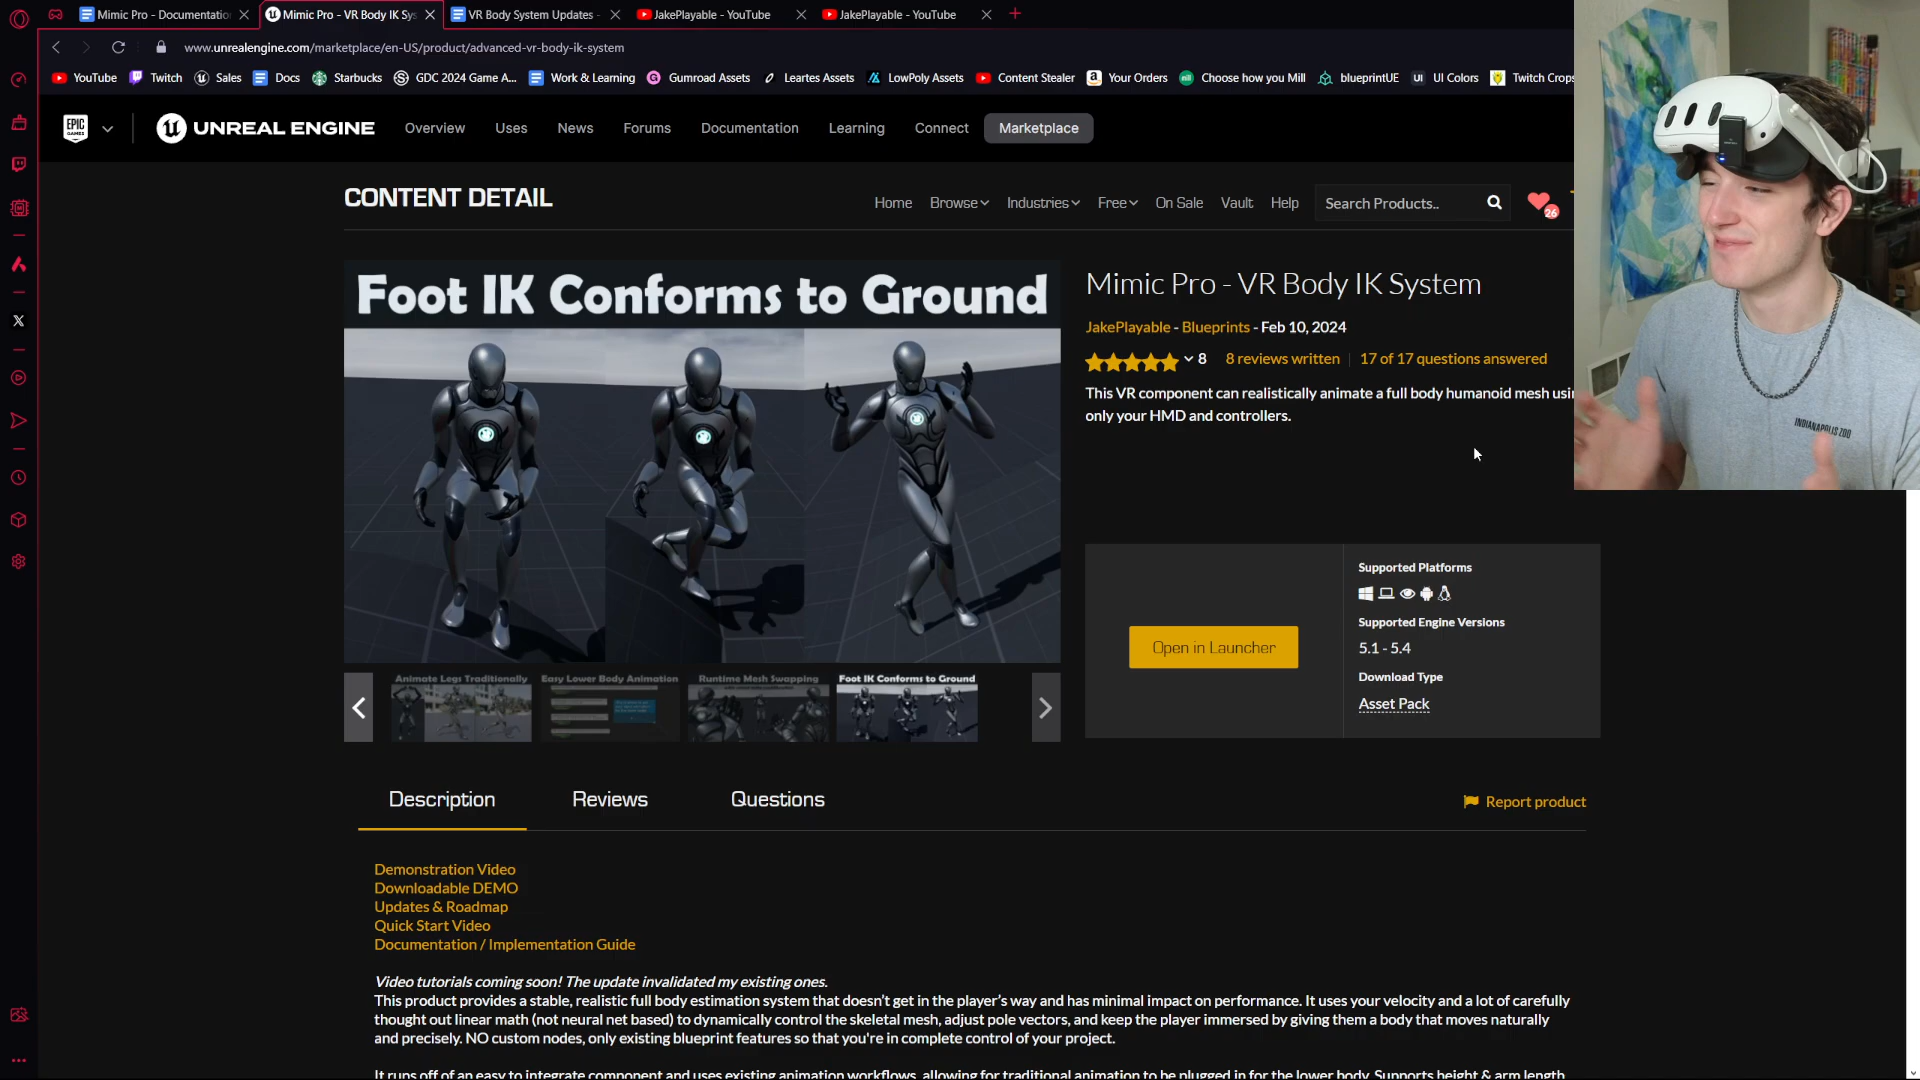 Mimic Pro - Documentatio
Mimic Pro - VR Body IK Sys
VR Body System Updates -
JakePlayable - YouTube
JakePlayable - YouTube
www.unrealengine.com/marketplace/en-US/product/advanced-vr-body-ik-system
YouTube
Twitch
Sales
Docs
Starbucks
GDC 2024 Game A...
Work & Learning
Gumroad Assets
Leartes Assets
LowPoly Assets
Content Stealer
Your Orders
Choose how you Mill
blueprintUE
UI Colors
Twitch Crops
EPIC GAMES
UNREAL ENGINE
Overview
Uses
News
Forums
Documentation
Learning
Connect
Marketplace
CONTENT DETAIL
Home
Browse
Industries
Free
On Sale
Vault
Help
Search Products..
26
Foot IK Conforms to Ground
Mimic Pro - VR Body IK System
JakePlayable - Blueprints - Feb 10, 2024
8
8 reviews written
17 of 17 questions answered
This VR component can realistically animate a full body humanoid mesh usin
only your HMD and controllers.
INDIANAPOLIS ZOO
Open in Launcher
Supported Platforms
Supported Engine Versions
5.1 - 5.4
Download Type
Asset Pack
Animate Legs Traditionally
Easy Lower Body Animation
Runtime Mesh Swapping
Foot IK Conforms to Ground
Description
Reviews
Questions
Report product
Demonstration Video
Downloadable DEMO
Updates & Roadmap
Quick Start Video
Documentation / Implementation Guide
Video tutorials coming soon! The update invalidated my existing ones.
This product provides a stable, realistic full body estimation system that doesn't get in the player's way and has minimal impact on performance. It uses your velocity and a lot of carefully
thought out linear math (not neural net based) to dynamically control the skeletal mesh, adjust pole vectors, and keep the player immersed by giving them a body that moves naturally
and precisely. NO custom nodes, only existing blueprint features so that you're in complete control of your project.
It runs off of an easy to integrate component and uses existing animation workflows, allowing for traditional animation to be plugged in for the lower body. Supports height & arm length